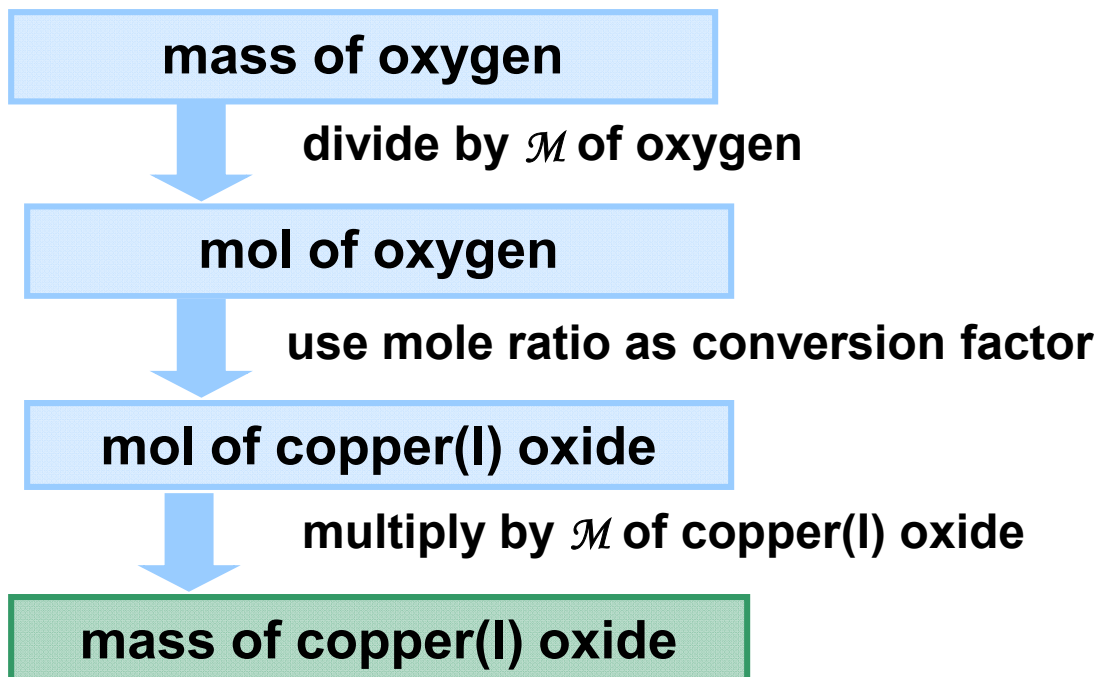 mass of oxygen
divide by ℳ of oxygen
mol of oxygen
use mole ratio as conversion factor
mol of copper(I) oxide
multiply by ℳ of copper(I) oxide
mass of copper(I) oxide